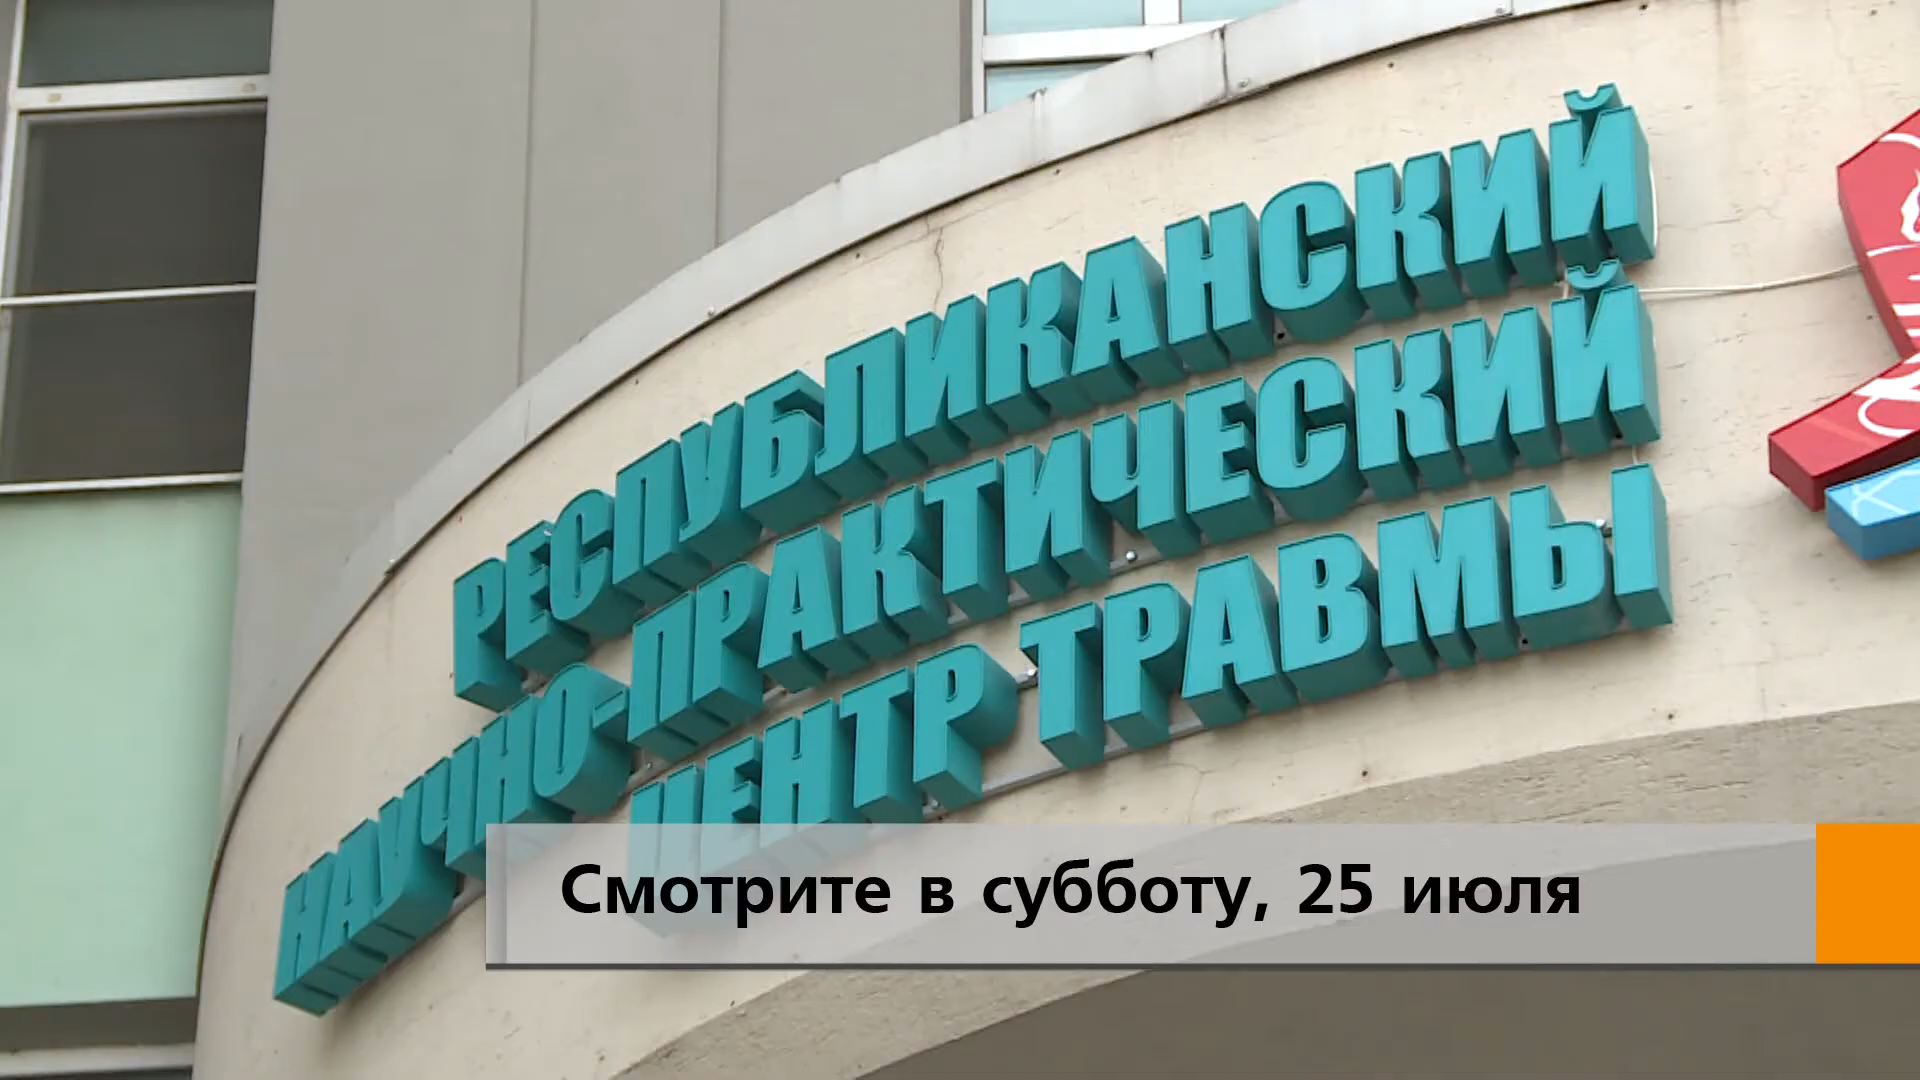 РЕСПУБЛИКАНСКИЙ
НАУЧНО-ПРАКТИЧЕСКИЙ
ЦЕНТР ТРАВМЫ
Смотрите в субботу, 25 июля